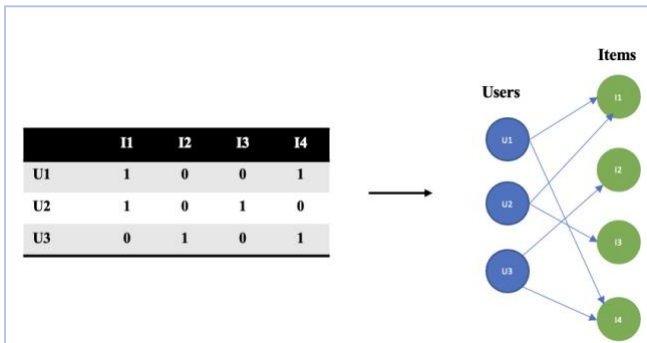 I1 I2 I3 I4
U1 1 0 0 1
U2 1 0 1 0
U3 0 1 0 1
Users
U1
U2
U3
Items
I1
I2
I3
I4